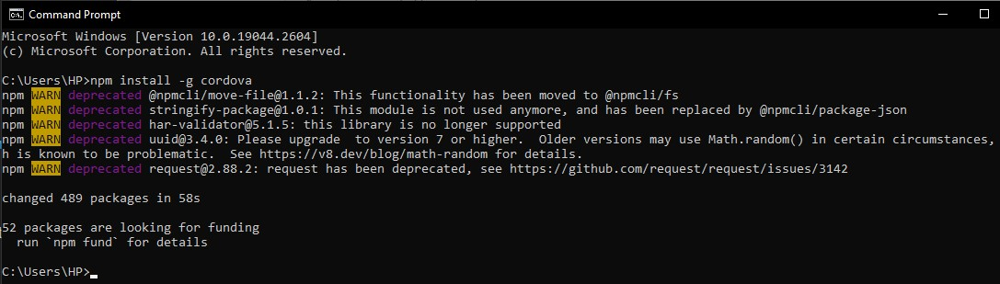 Command Prompt
Microsoft Windows [Version 10.0.19044.2604]
(c) Microsoft Corporation. All rights reserved.
C:\Users\HP>npm install -g cordova
npm WARN deprecated @npmcli/move-file@1.1.2: This functionality has been moved to @npmcli/fs
npm WARN deprecated stringify-package@1.0.1: This module is not used anymore, and has been replaced by @npmcli/package-json
npm WARN deprecated har-validator@5.1.5: this library is no longer supported
npm WARN deprecated uuid@3.4.0: Please upgrade  to version 7 or higher.  Older versions may use Math.random() in certain circumstances,
h is known to be problematic.  See https://v8.dev/blog/math-random for details.
npm WARN deprecated request@2.88.2: request has been deprecated, see https://github.com/request/request/issues/3142
changed 489 packages in 58s
52 packages are looking for funding
  run `npm fund` for details
C:\Users\HP>